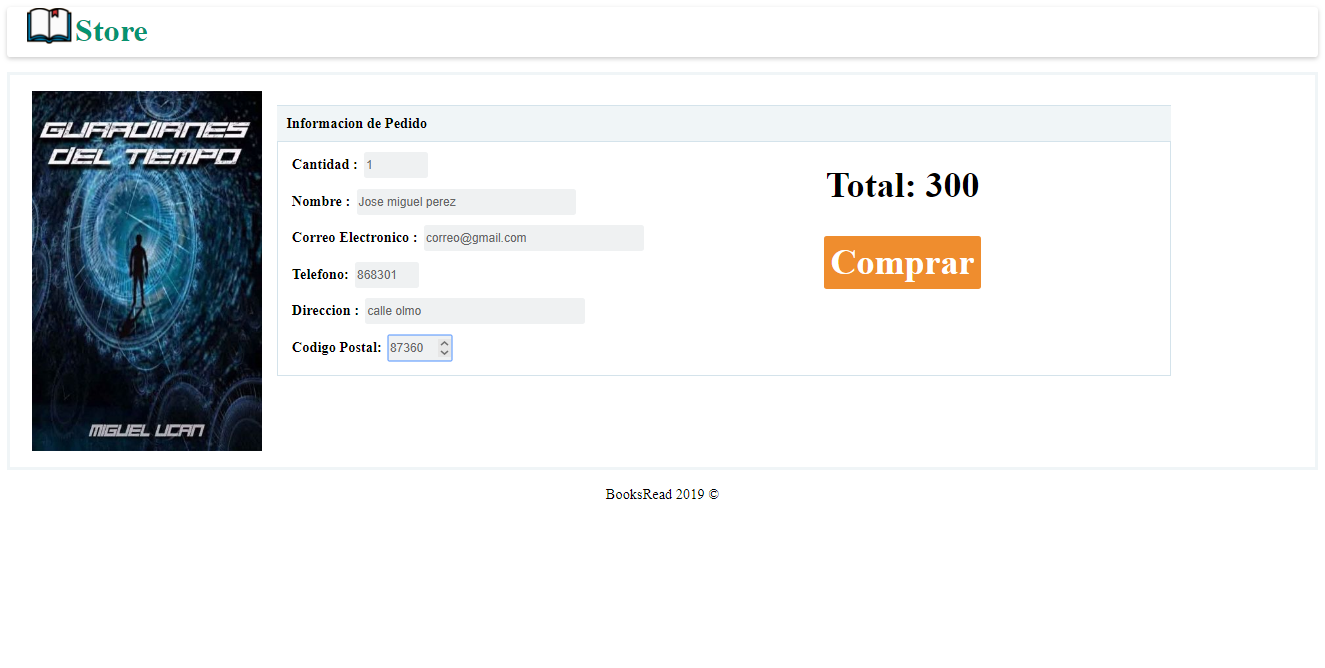 Store
GUARDIANES
DEL TIEMPO
MIGUEL UCAN
Informacion de Pedido
Cantidad : 1
Nombre : Jose miguel perez
Correo Electronico : correo@gmail.com
Telefono: 868301
Direccion : calle olmo
Codigo Postal: 87360
Total: 300
Comprar
BooksRead 2019 ©